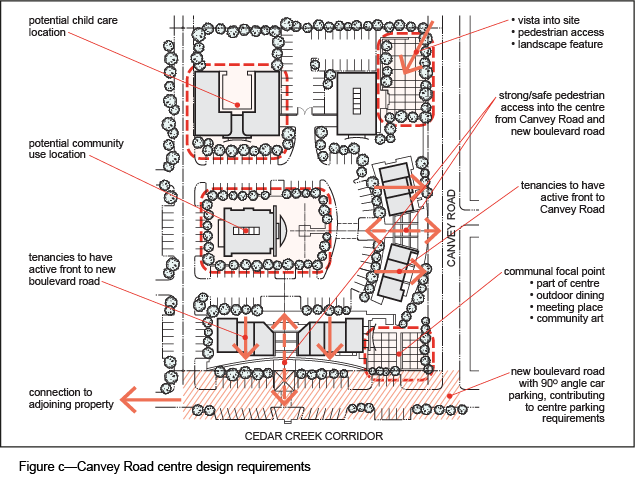 potential child care
location
potential community
use location
tenancies to have
active front to new
boulevard road
connection to
adjoining property
• vista into site
• pedestrian access
• landscape feature
strong/safe pedestrian
access into the centre
from Canvey Road and
new boulevard road
tenancies to have
active front to
Canvey Road
communal focal point
• part of centre
• outdoor dining
• meeting place
• community art
new boulevard road
with 90º angle car
parking, contributing
to centre parking
requirements
CANVEY ROAD
CEDAR CREEK CORRIDOR
Figure c—Canvey Road centre design requirements